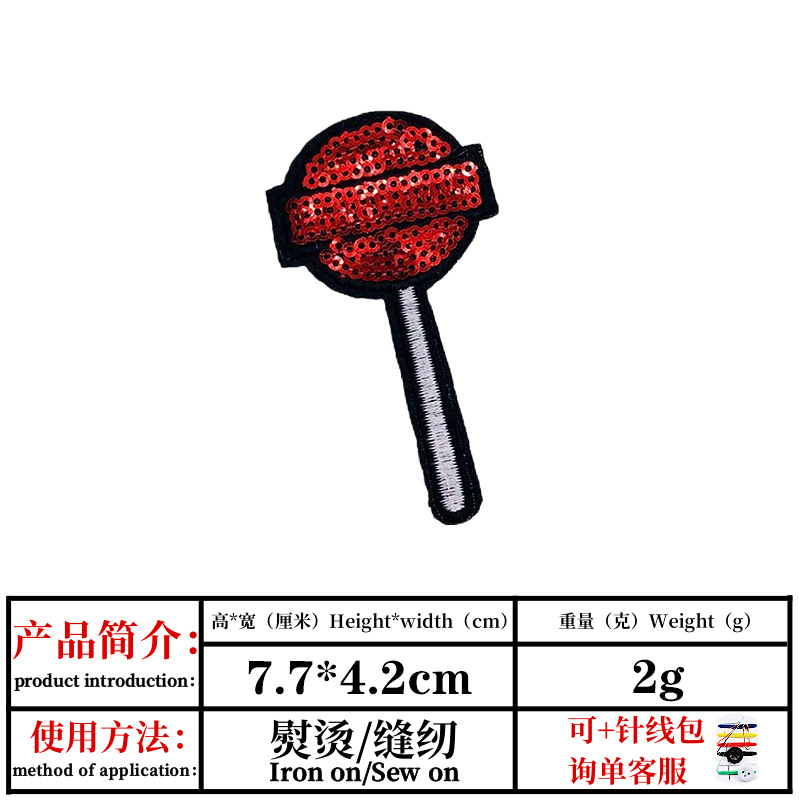 产品简介：
product introduction：
高*宽（厘米）Height*width（cm）
重量（克）Weight（g）
7.7*4.2cm
2g
使用方法：
method of application：
熨烫/缝纫
Iron on/Sew on
可+针线包
询单客服